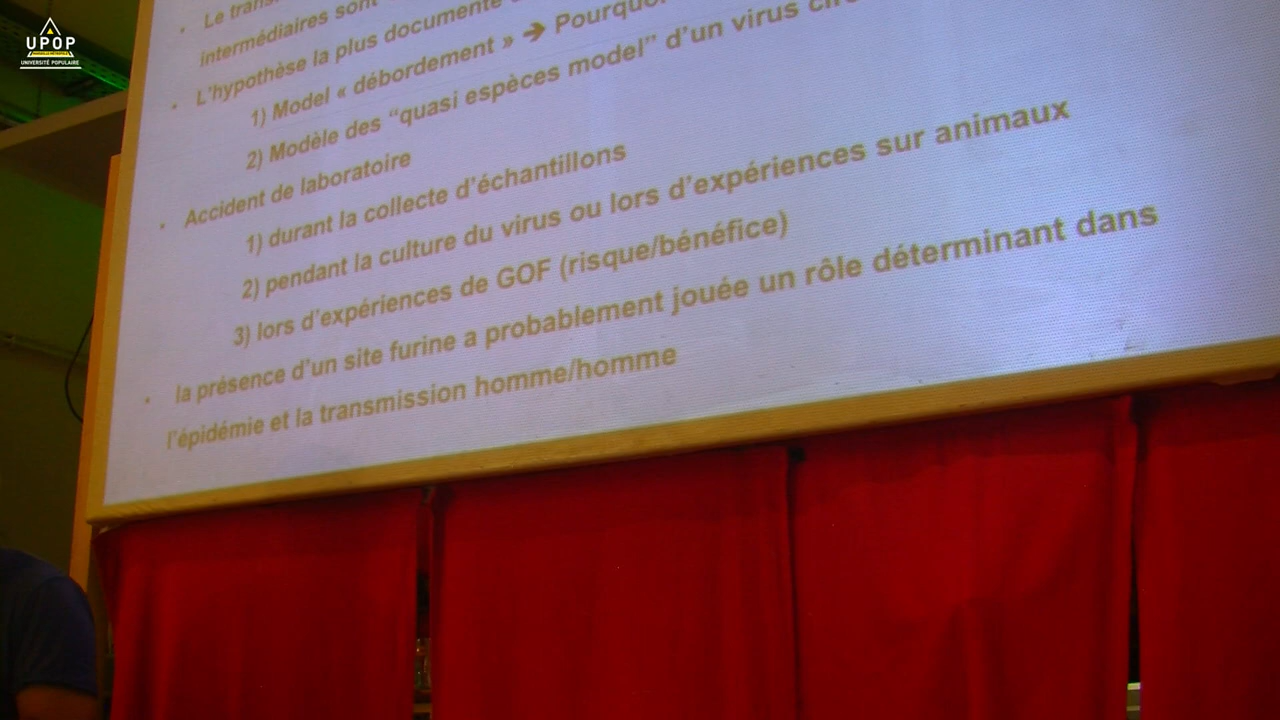 UPOP
UNIVERSITÉ POPULAIRE
• Le
intermédiaires sont
• L'hypothèse la plus documenté
1) Model « débordement » ➔ Pourquoi
2) Modèle des “quasi espèces model” d'un virus
• Accident de laboratoire
1) durant la collecte d'échantillons
2) pendant la culture du virus ou lors d'expériences sur animaux
3) lors d'expériences de GOF (risque/bénéfice)
• la présence d'un site furine a probablement jouée un rôle déterminant dans
l'épidémie et la transmission homme/homme